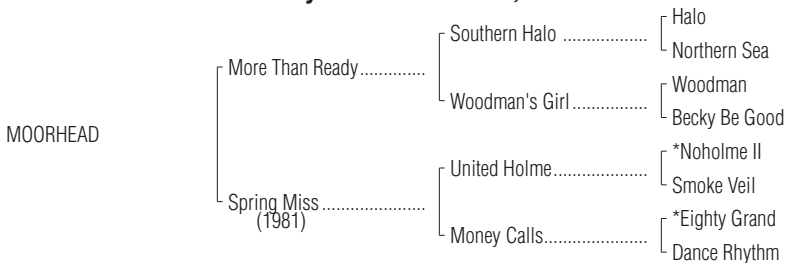 Halo
Southern Halo ..................
Northern Sea
More Than Ready..............
Woodman
Woodman's Girl................
Becky Be Good
MOORHEAD
*Noholme II
United Holme....................
Smoke Veil
Spring Miss ......................
(1981)
*Eighty Grand
Money Calls......................
Dance Rhythm